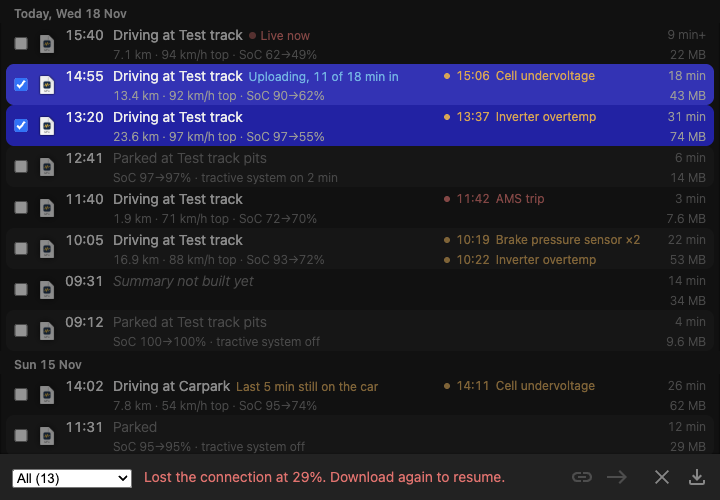 Today, Wed 18 Nov
15:40 Driving at Test track Live now 9 min+
7.1 km · 94 km/h top · SoC 62→49% 22 MB
14:55 Driving at Test track Uploading, 11 of 18 min in 15:06 Cell undervoltage 18 min
13.4 km · 92 km/h top · SoC 90→62% 43 MB
13:20 Driving at Test track 13:37 Inverter overtemp 31 min
23.6 km · 97 km/h top · SoC 97→55% 74 MB
12:41 Parked at Test track pits 6 min
SoC 97→97% · tractive system on 2 min 14 MB
11:40 Driving at Test track 11:42 AMS trip 3 min
1.9 km · 71 km/h top · SoC 72→70% 7.6 MB
10:05 Driving at Test track 10:19 Brake pressure sensor ×2 22 min
16.9 km · 88 km/h top · SoC 93→72% 10:22 Inverter overtemp 53 MB
09:31 Summary not built yet 14 min
34 MB
09:12 Parked at Test track pits 4 min
SoC 100→100% · tractive system off 9.6 MB
Sun 15 Nov
14:02 Driving at Carpark Last 5 min still on the car 14:11 Cell undervoltage 26 min
7.8 km · 54 km/h top · SoC 95→74% 62 MB
11:31 Parked 12 min
SoC 95→95% · tractive system off 29 MB
All (13) Lost the connection at 29%. Download again to resume.